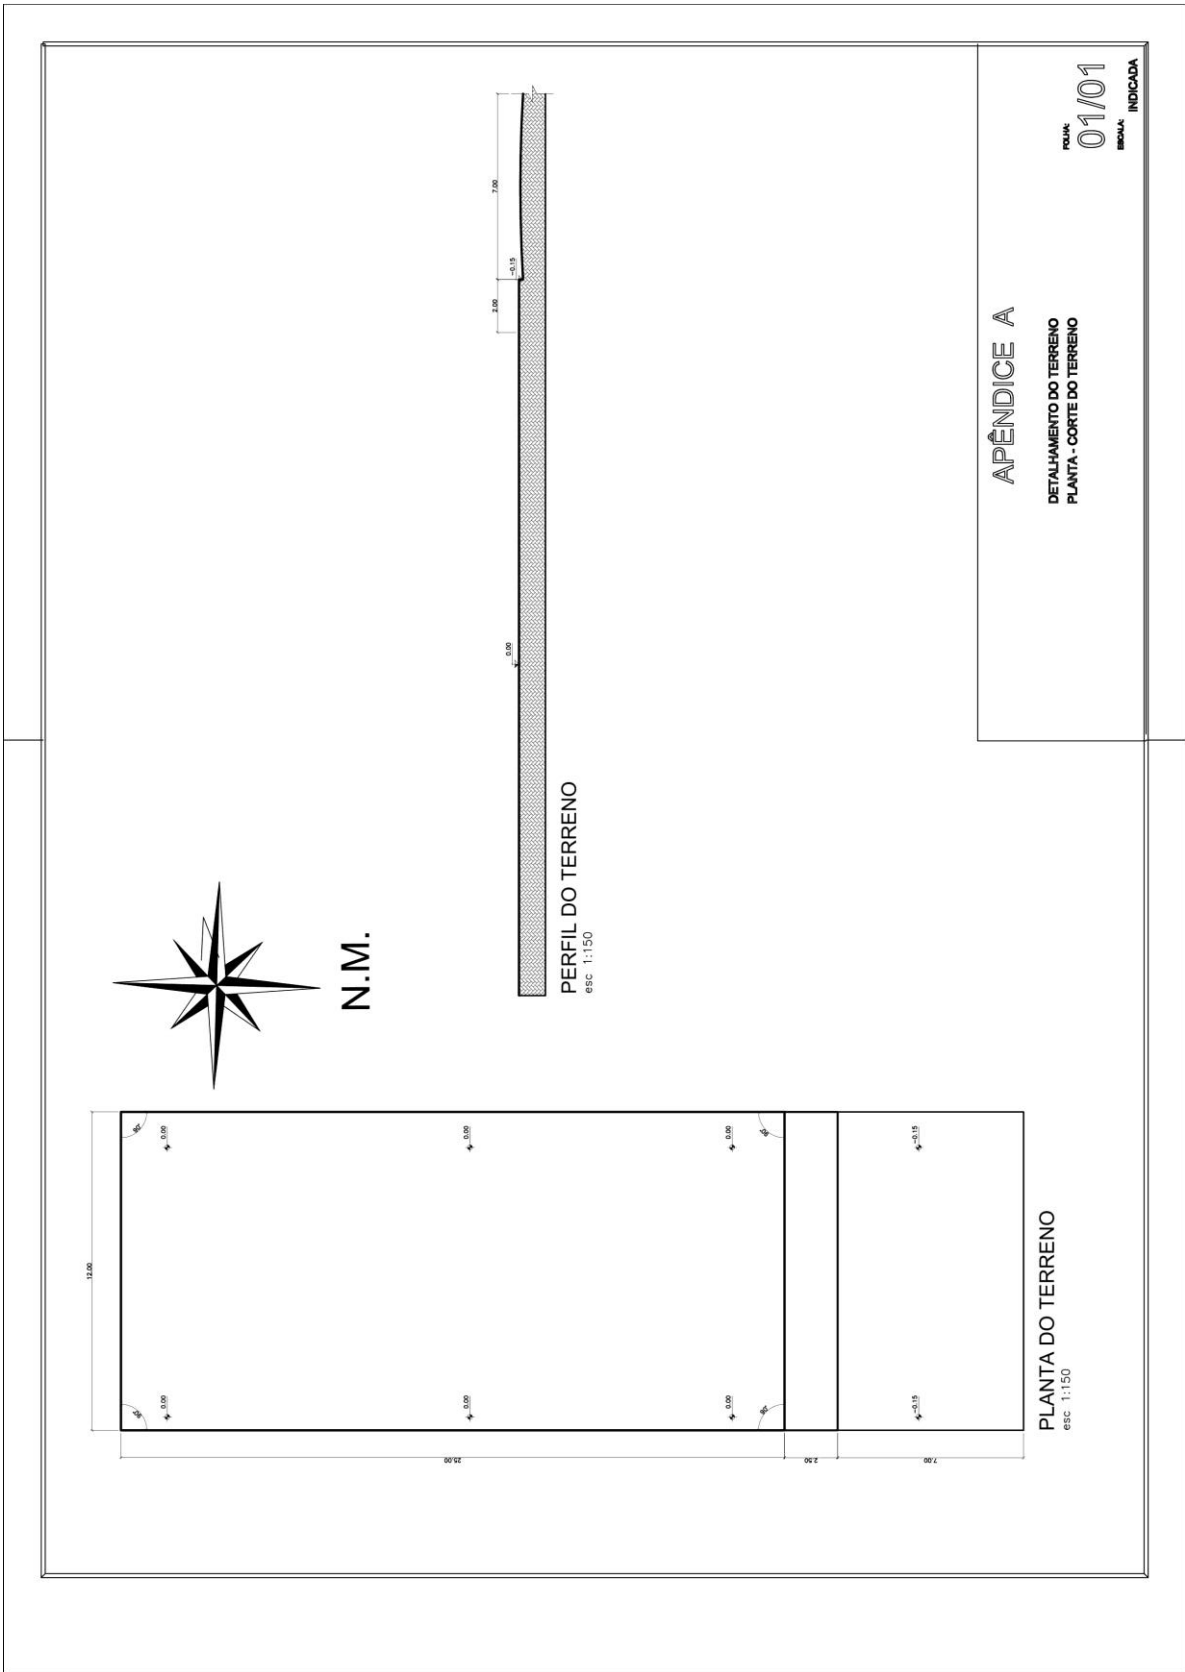 12.00
90°
90°
0.00
0.00
0.00
0.00
0.00
0.00
90°
90°
-0.15
-0.15
25.00
2.50
7.00
PLANTA DO TERRENO
esc 1:150
N.M.
0.00
2.00
-0.15
7.00
PERFIL DO TERRENO
esc 1:150
APÊNDICE A
DETALHAMENTO DO TERRENO
PLANTA - CORTE DO TERRENO
FOLHA:
01/01
ESCALA:
INDICADA